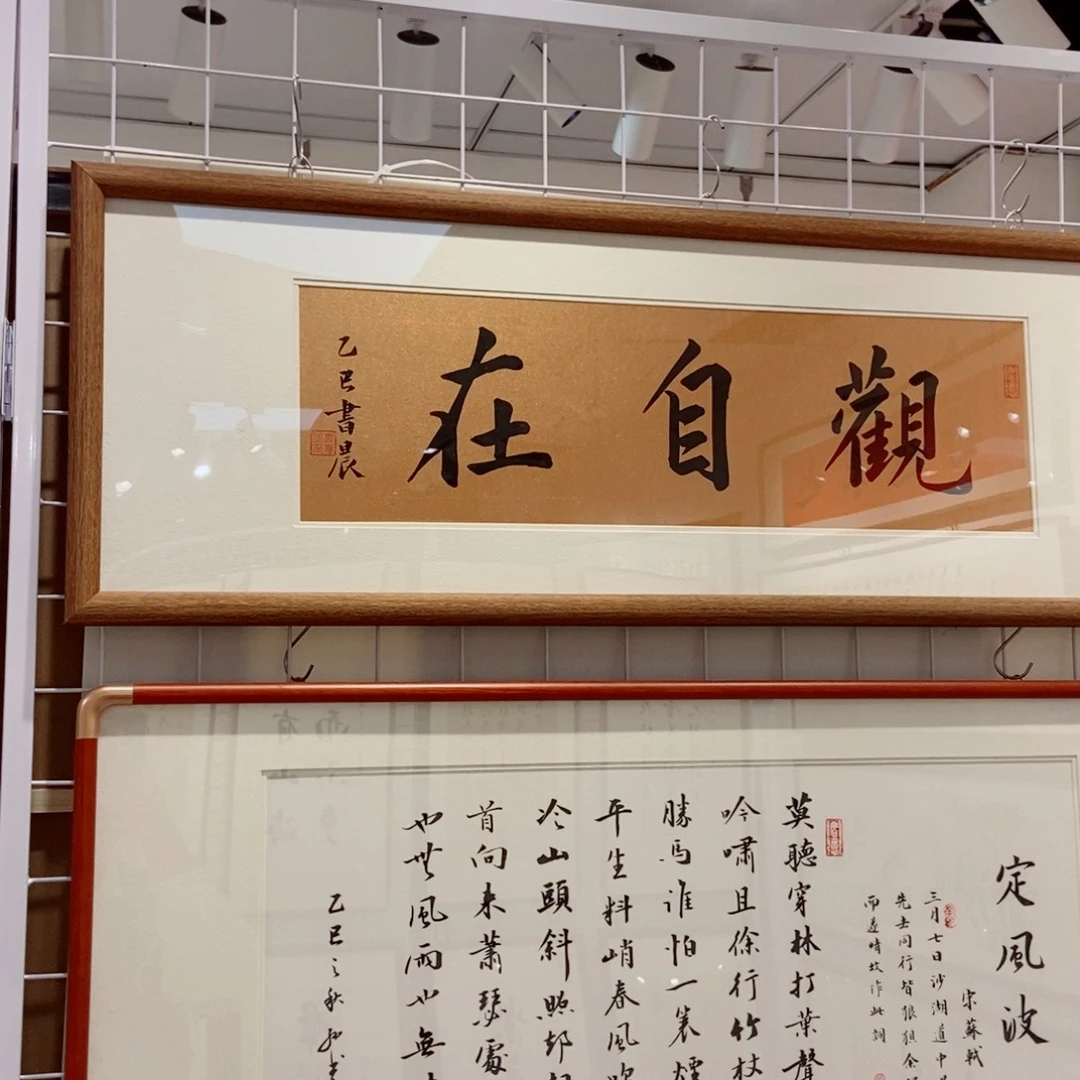 觀自在
乙巳書晨
定風波
宋蘇軾
三月七日沙湖道中
先去同行皆狼狽余
而遂晴故作此詞
莫聽穿林打葉聲
吟嘯且徐行竹杖
勝馬誰怕一蓑煙
平生料峭春風吹
冷山頭斜照却
首向來蕭瑟處
也無風雨也無
乙巳之秋